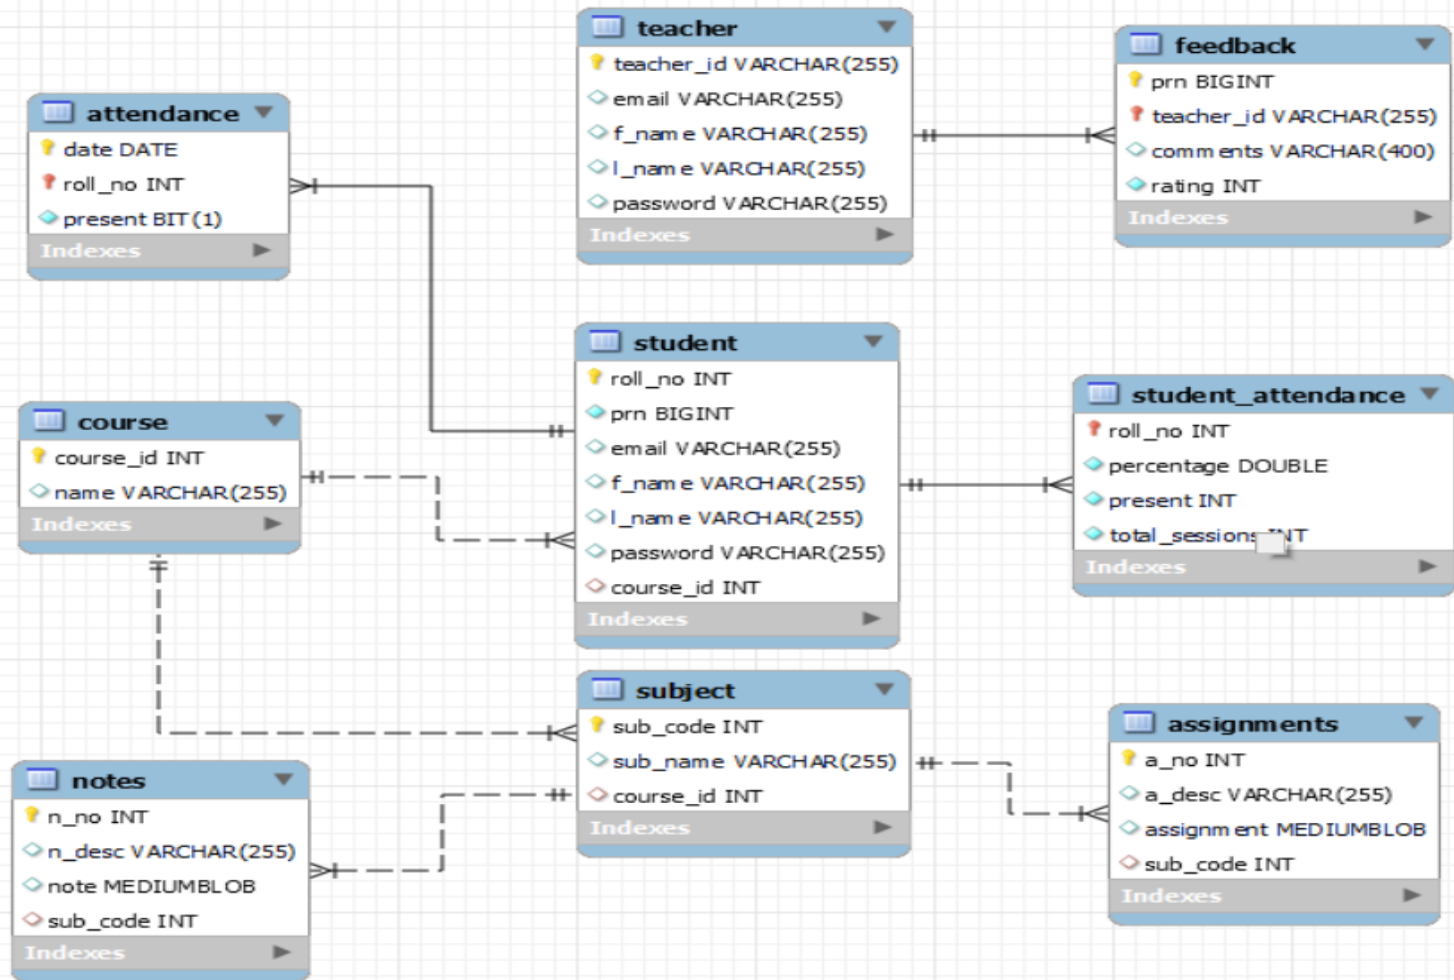 teacher
teacher_id VARCHAR(255)
email VARCHAR(255)
f_name VARCHAR(255)
l_name VARCHAR(255)
password VARCHAR(255)
Indexes
feedback
prn BIGINT
teacher_id VARCHAR(255)
comments VARCHAR(400)
rating INT
Indexes
attendance
date DATE
roll_no INT
present BIT(1)
Indexes
student
roll_no INT
prn BIGINT
email VARCHAR(255)
f_name VARCHAR(255)
l_name VARCHAR(255)
password VARCHAR(255)
course_id INT
Indexes
student_attendance
roll_no INT
percentage DOUBLE
present INT
total_sessions INT
Indexes
course
course_id INT
name VARCHAR(255)
Indexes
subject
sub_code INT
sub_name VARCHAR(255)
course_id INT
Indexes
assignments
a_no INT
a_desc VARCHAR(255)
assignment MEDIUMBLOB
sub_code INT
Indexes
notes
n_no INT
n_desc VARCHAR(255)
note MEDIUMBLOB
sub_code INT
Indexes